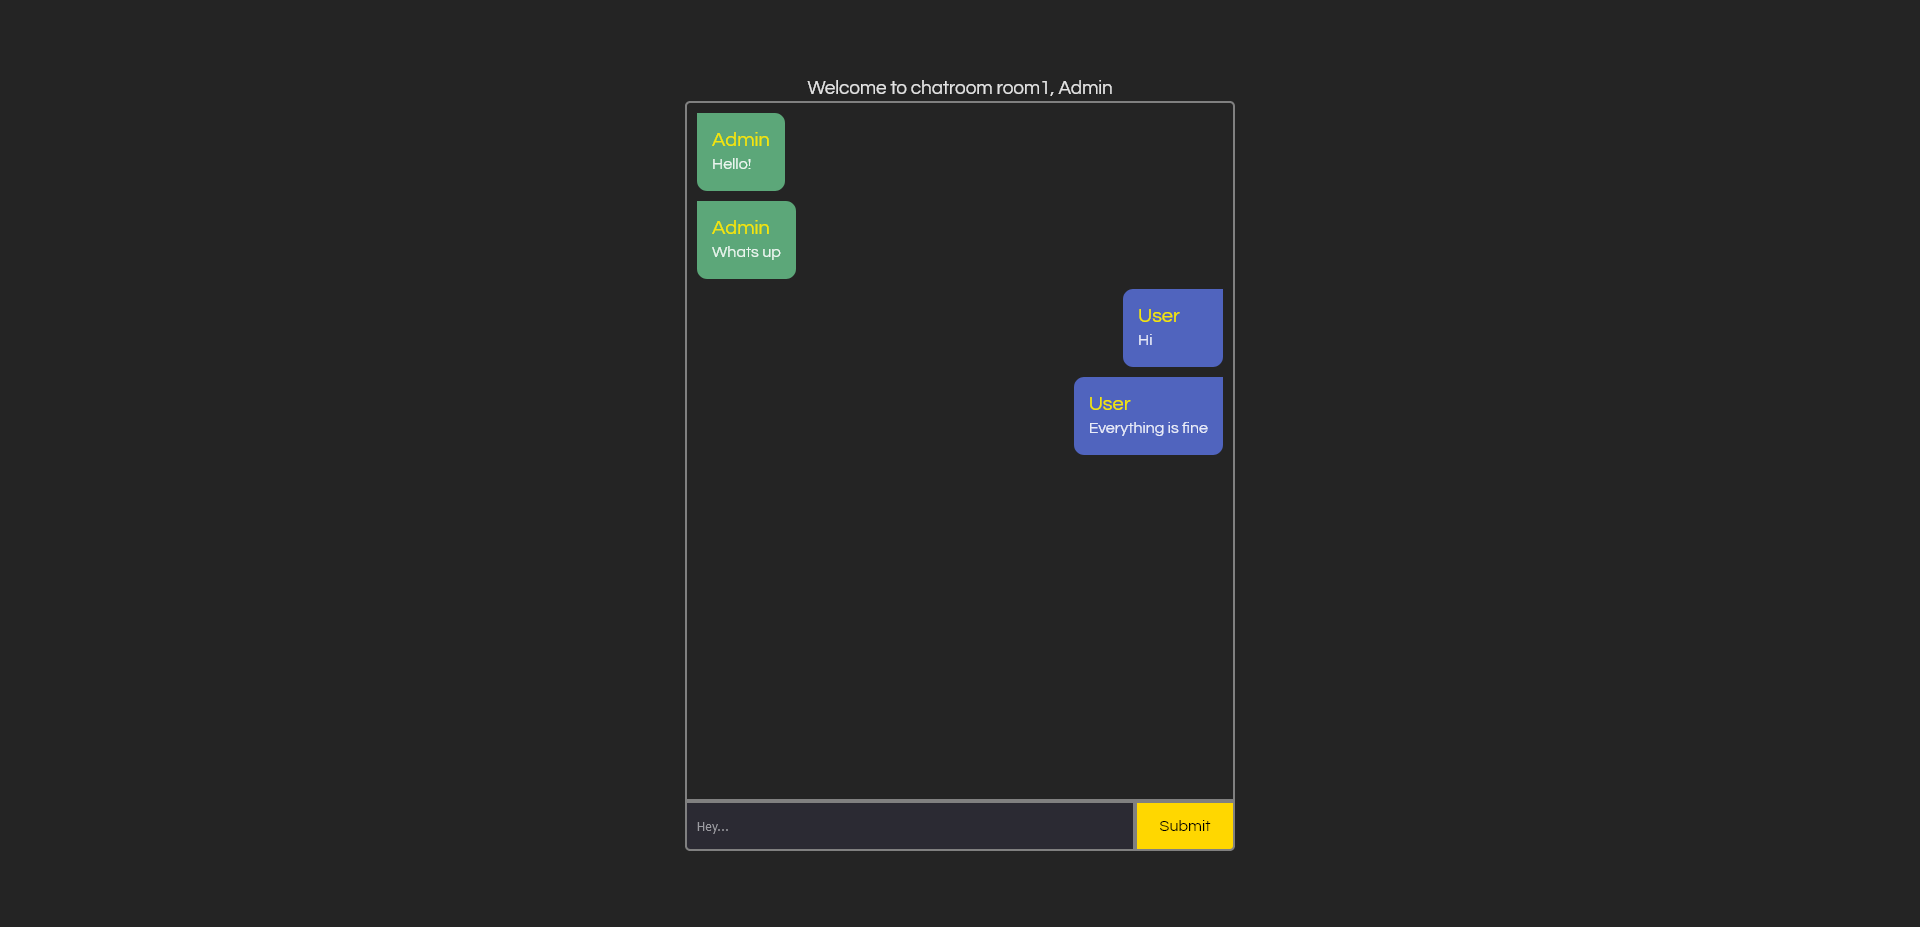 Welcome to chatroom room1, Admin
Admin
Hello!
Admin
Whats up
User
Hi
User
Everything is fine
Hey...
Submit